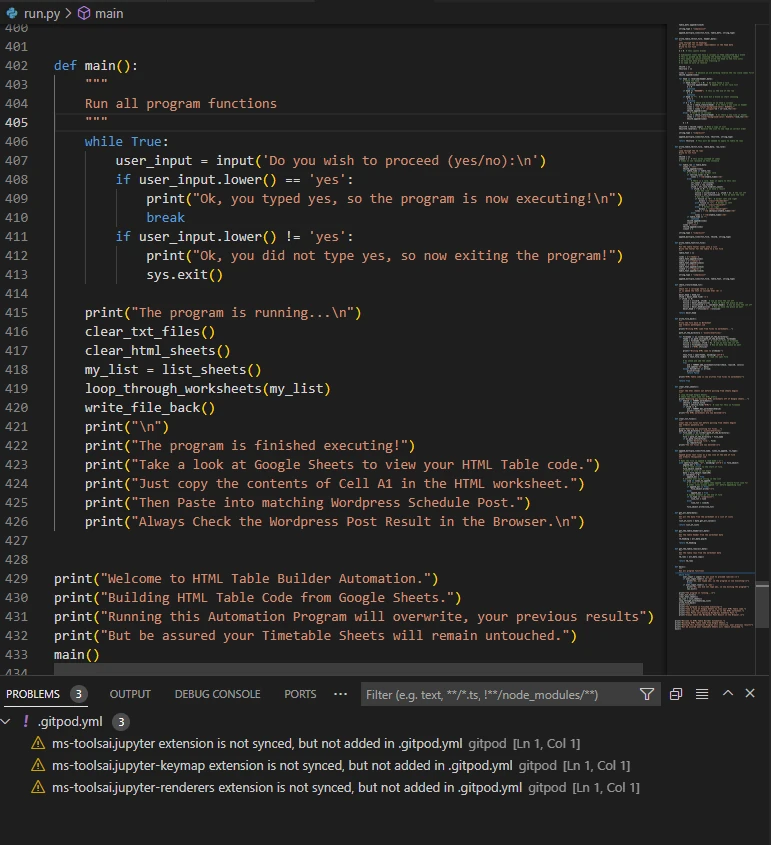 run.py > main
400
401
402 def main():
403 """
404 Run all program functions
405 """
406 while True:
407 user_input = input('Do you wish to proceed (yes/no):\n')
408 if user_input.lower() == 'yes':
409 print("Ok, you typed yes, so the program is now executing!\n")
410 break
411 if user_input.lower() != 'yes':
412 print("Ok, you did not type yes, so now exiting the program!")
413 sys.exit()
414
415 print("The program is running...\n")
416 clear_txt_files()
417 clear_html_sheets()
418 my_list = list_sheets()
419 loop_through_worksheets(my_list)
420 write_file_back()
421 print("\n")
422 print("The program is finished executing!")
423 print("Take a look at Google Sheets to view your HTML Table code.")
424 print("Just copy the contents of Cell A1 in the HTML worksheet.")
425 print("Then Paste into matching Wordpress Schedule Post.")
426 print("Always Check the Wordpress Post Result in the Browser.\n")
427
428
429 print("Welcome to HTML Table Builder Automation.")
430 print("Building HTML Table Code from Google Sheets.")
431 print("Running this Automation Program will overwrite, your previous results")
432 print("But be assured your Timetable Sheets will remain untouched.")
433 main()
434
PROBLEMS 3 OUTPUT DEBUG CONSOLE PORTS ... Filter (e.g. text, **/*.ts, !**/node_modules/**)
! .gitpod.yml 3
ms-toolsai.jupyter extension is not synced, but not added in .gitpod.yml gitpod [Ln 1, Col 1]
ms-toolsai.jupyter-keymap extension is not synced, but not added in .gitpod.yml gitpod [Ln 1, Col 1]
ms-toolsai.jupyter-renderers extension is not synced, but not added in .gitpod.yml gitpod [Ln 1, Col 1]